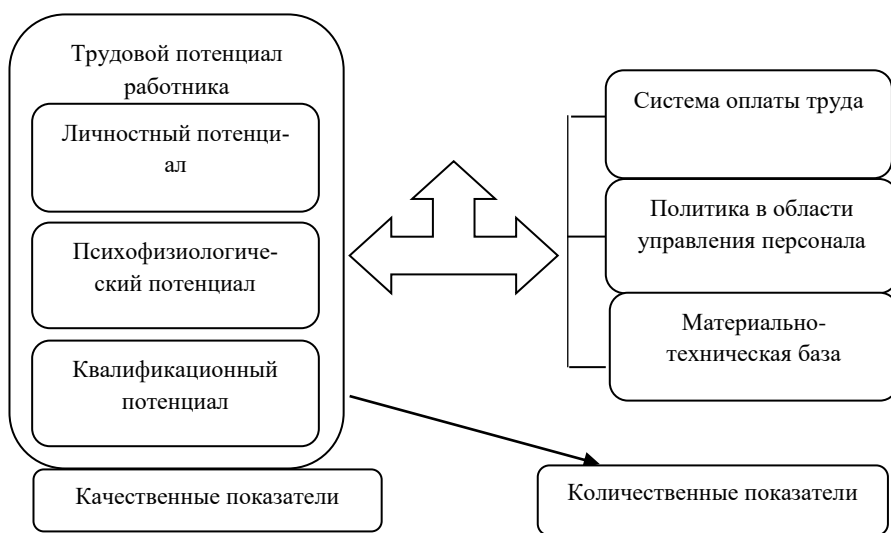 Трудовой потенциал
работника
Личностный потенци-
ал
Психофизиологиче-
ский потенциал
Квалификационный
потенциал
Качественные показатели
Система оплаты труда
Политика в области
управления персонала
Материально-
техническая база
Количественные показатели